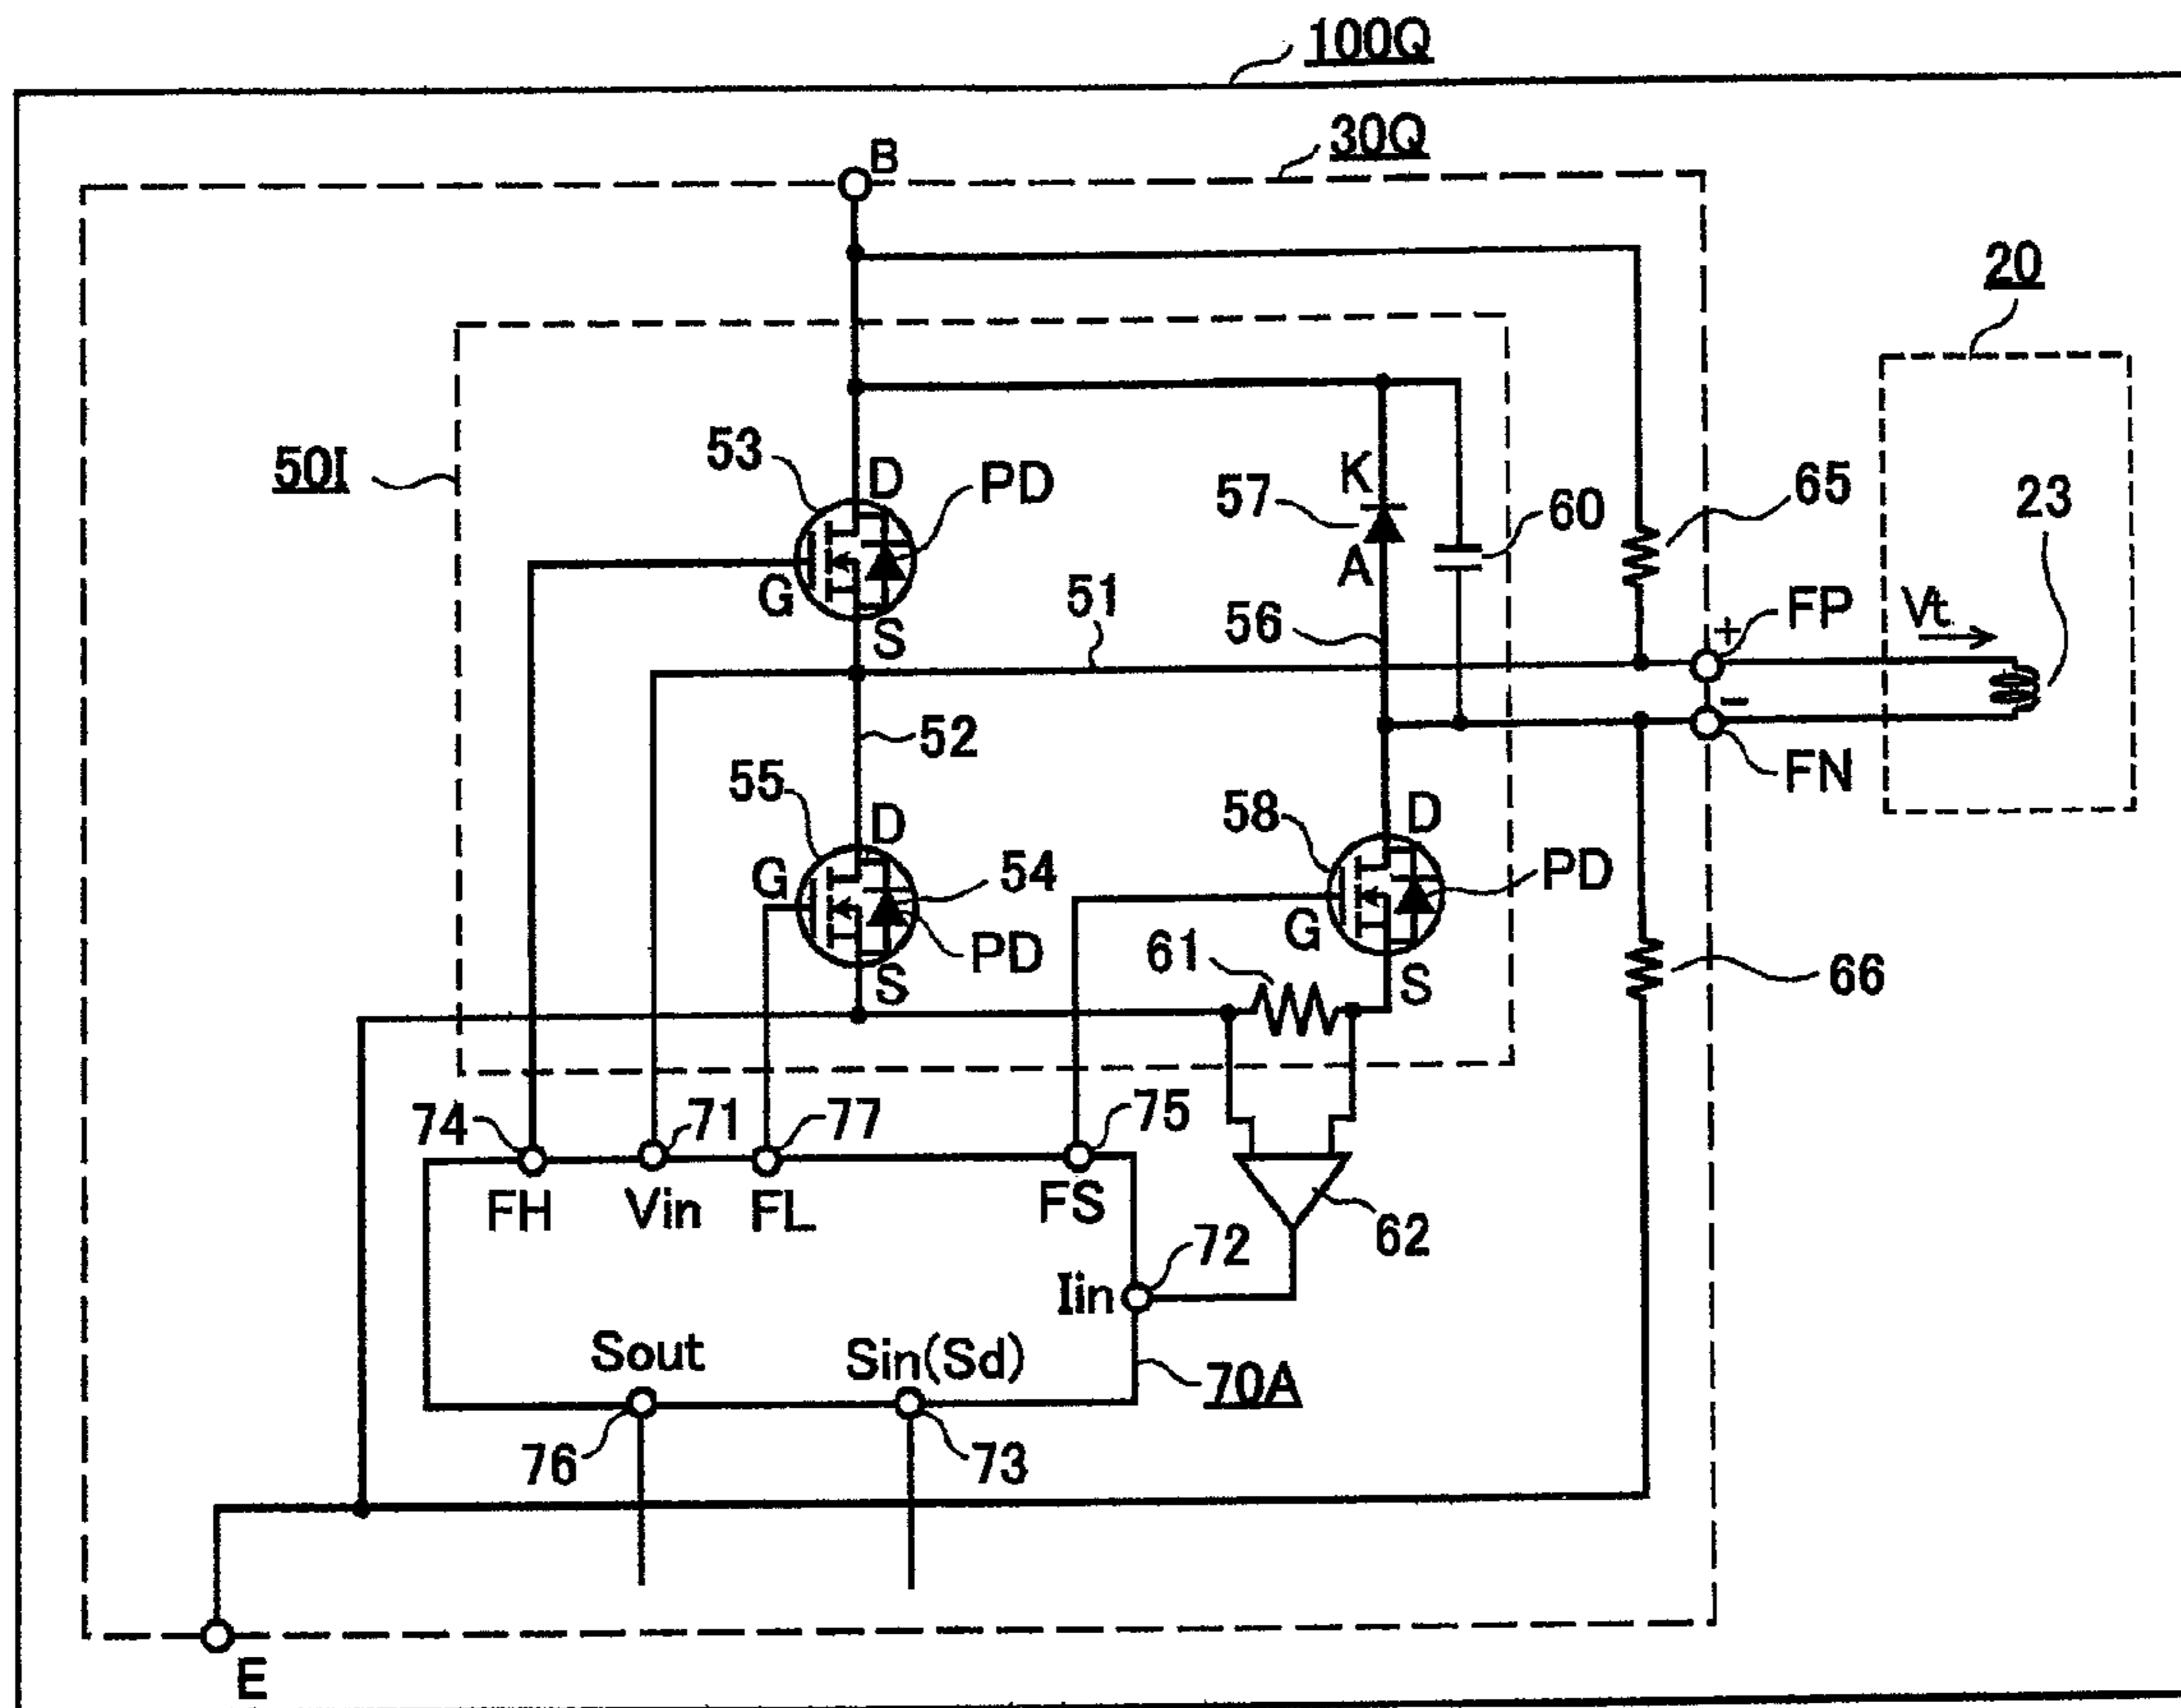 100Q
30Q
B
20
50I
53
D
PD
G
S
K
57
A
60
65
23
51
56
FP
Vt
+
-
FN
52
55
D
G
54
PD
S
58
D
PD
G
S
61
66
74
71
77
75
FH
Vin
FL
FS
62
72
Iin
Sout
Sin(Sd)
70A
76
73
E